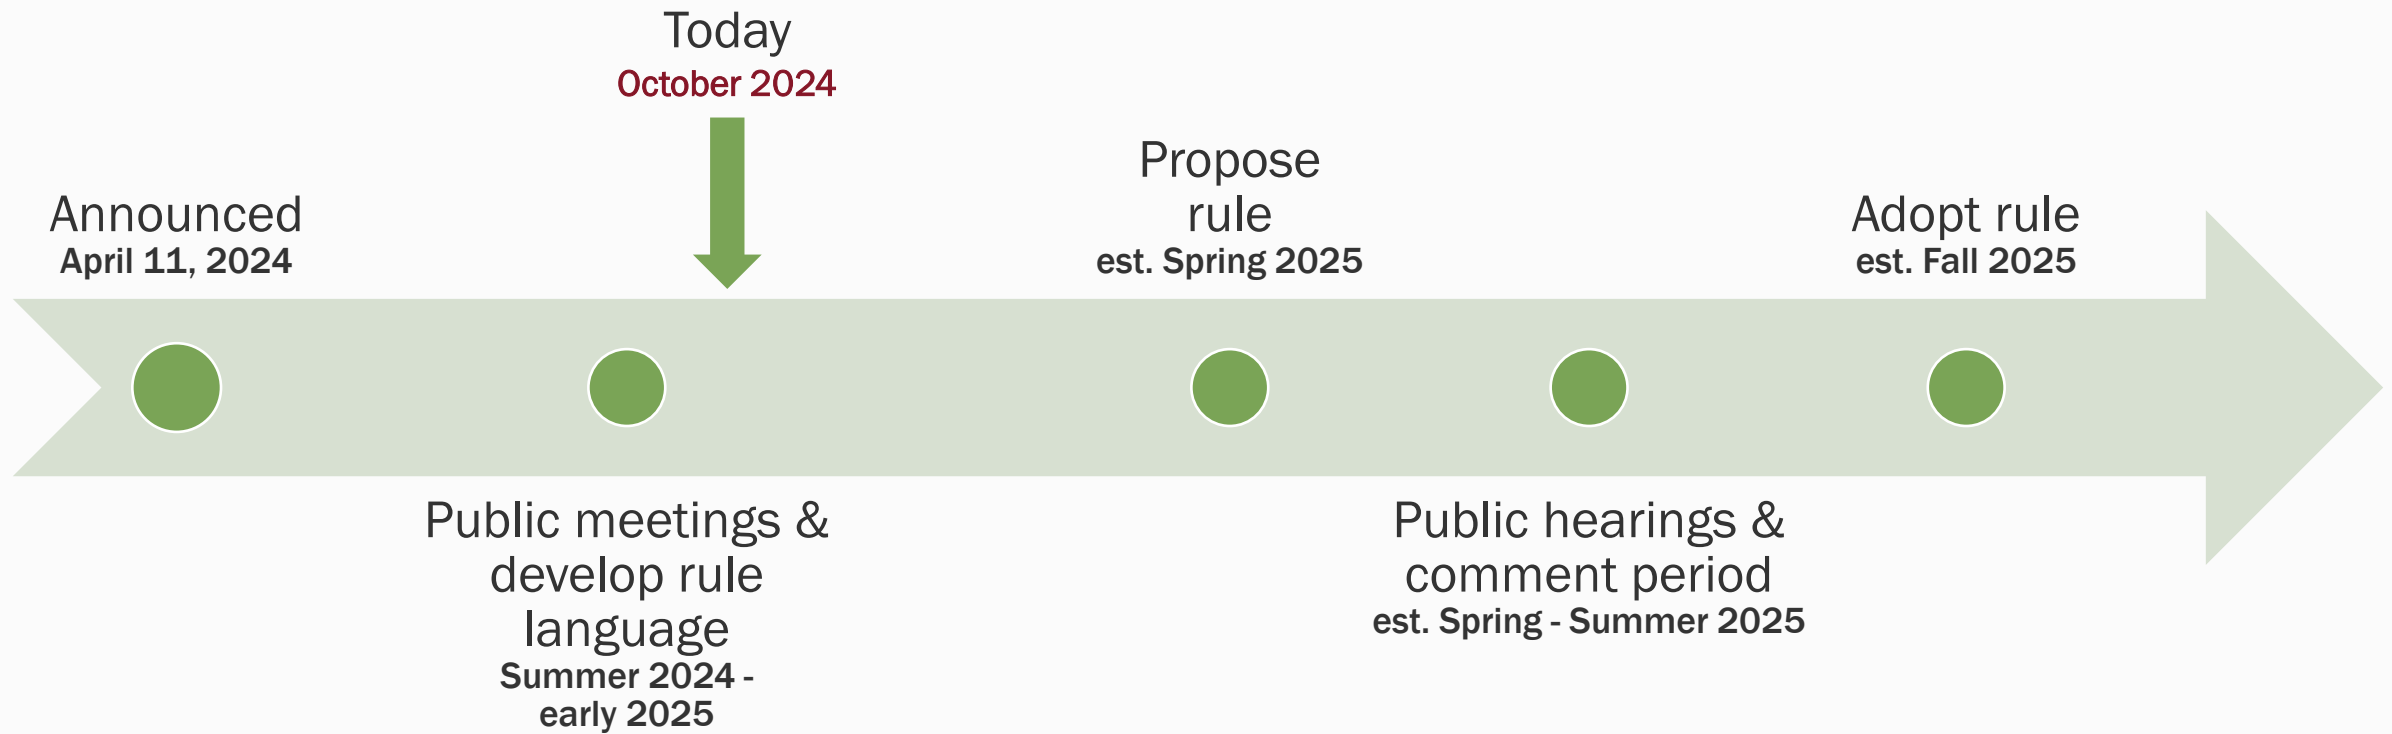 Today
October 2024
Announced
April 11, 2024
Propose
rule
est. Spring 2025
Adopt rule
est. Fall 2025
Public meetings &
develop rule
language
Summer 2024 -
early 2025
Public hearings &
comment period
est. Spring - Summer 2025